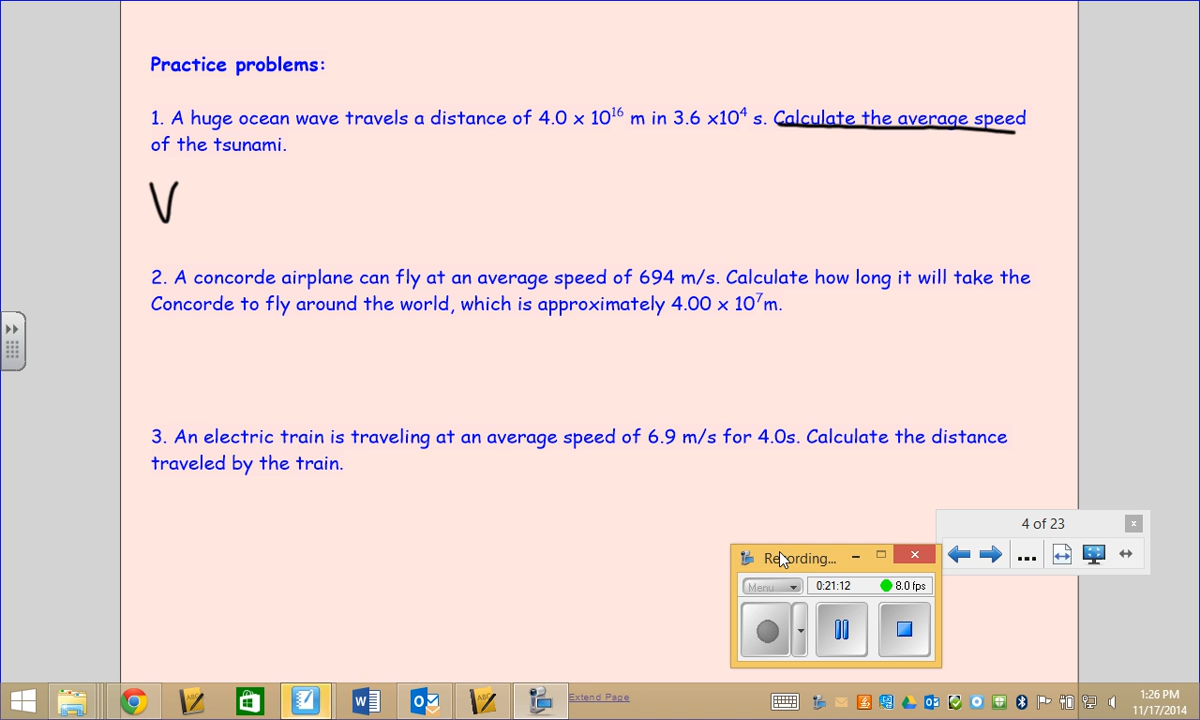 Practice problems:
1. A huge ocean wave travels a distance of 4.0 x 10¹⁶ m in 3.6 x10⁴ s. Calculate the average speed
of the tsunami.
V
2. A concorde airplane can fly at an average speed of 694 m/s. Calculate how long it will take the
Concorde to fly around the world, which is approximately 4.00 x 10⁷m.
3. An electric train is traveling at an average speed of 6.9 m/s for 4.0s. Calculate the distance
traveled by the train.
4 of 23
Menu
0:21:12
8.0 fps
Extend Page
1:26 PM
11/17/2014